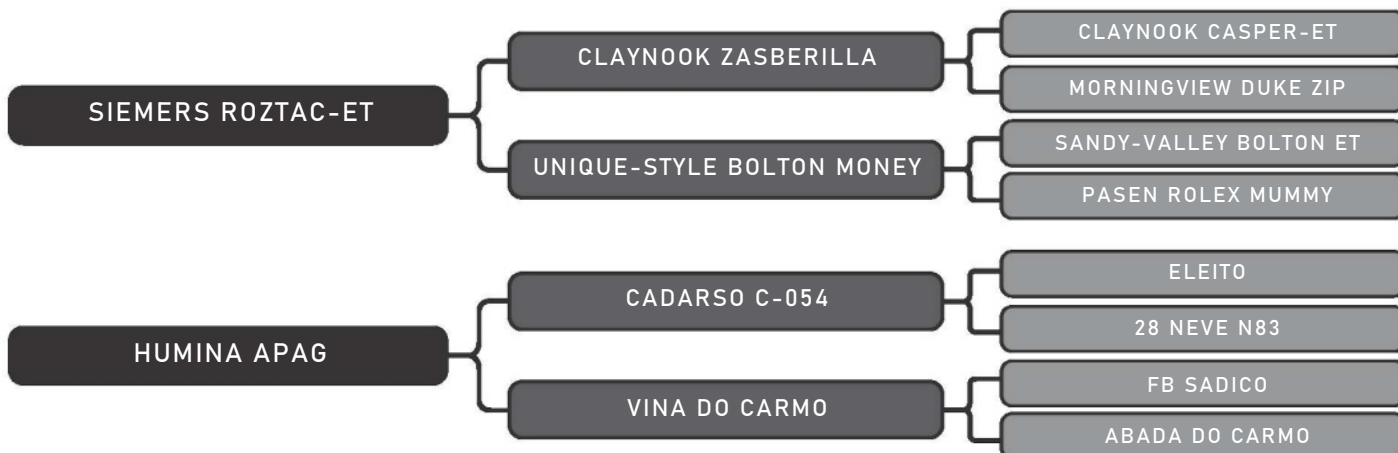 SIEMERS ROZTAC-ET
CLAYNOOK ZASBERILLA
CLAYNOOK CASPER-ET
MORNINGVIEW DUKE ZIP
UNIQUE-STYLE BOLTON MONEY
SANDY-VALLEY BOLTON ET
PASEN ROLEX MUMMY
HUMINA APAG
CADARSO C-054
ELEITO
28 NEVE N83
VINA DO CARMO
FB SADICO
ABADA DO CARMO